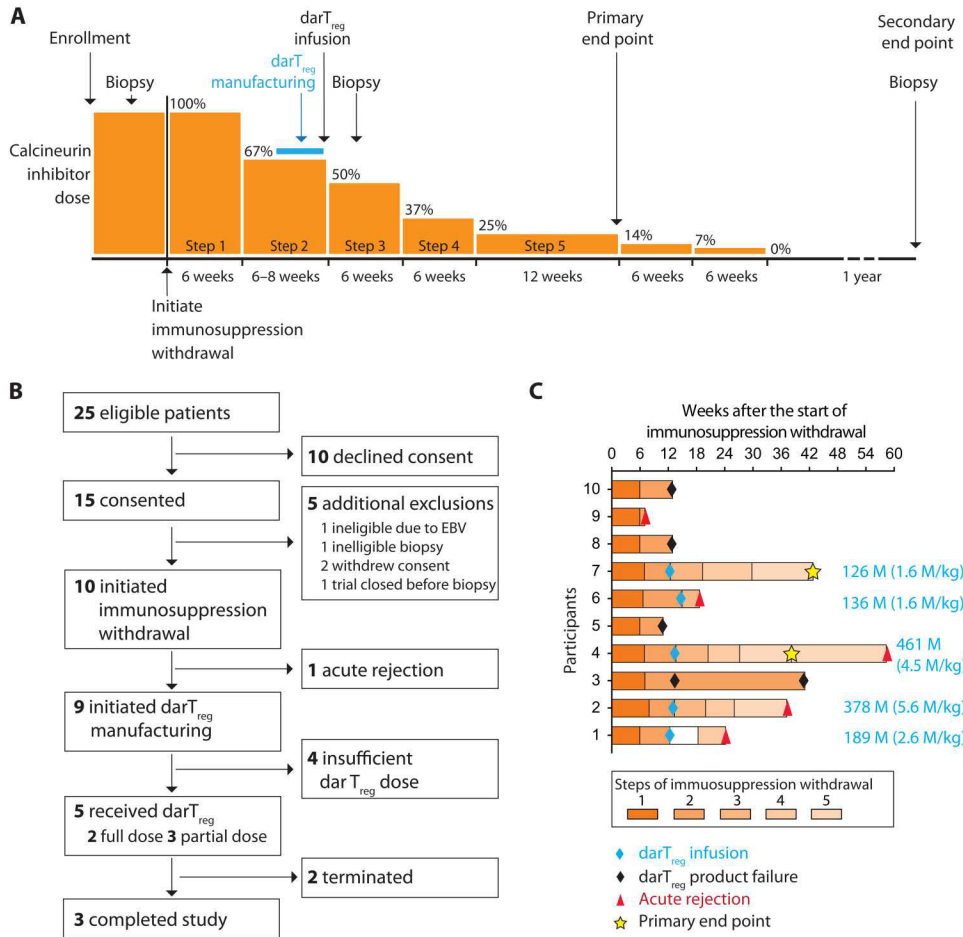 A
Enrollment
Biopsy
darTreg
infusion
darTreg
manufacturing
Biopsy
Primary
end point
Secondary
end point
Biopsy
Calcineurin
inhibitor
dose
100%
67%
50%
37%
25%
14%
7%
0%
Step 1
Step 2
Step 3
Step 4
Step 5
6 weeks
6–8 weeks
6 weeks
6 weeks
12 weeks
6 weeks
6 weeks
1 year
Initiate
immunosuppression
withdrawal
B
25 eligible patients
10 declined consent
15 consented
5 additional exclusions
1 ineligible due to EBV
1 inelligible biopsy
2 withdrew consent
1 trial closed before biopsy
10 initiated
immunosuppression
withdrawal
1 acute rejection
9 initiated darTreg
manufacturing
4 insufficient
dar Treg dose
5 received darTreg
2 full dose 3 partial dose
2 terminated
3 completed study
C
Weeks after the start of
immunosuppression withdrawal
0 6 12 18 24 30 36 42 48 54 60
Participants
10
9
8
7
126 M (1.6 M/kg)
6
136 M (1.6 M/kg)
5
4
461 M
(4.5 M/kg)
3
2
378 M (5.6 M/kg)
1
189 M (2.6 M/kg)
Steps of immuosuppression withdrawal
1 2 3 4 5
darTreg infusion
darTreg product failure
Acute rejection
Primary end point